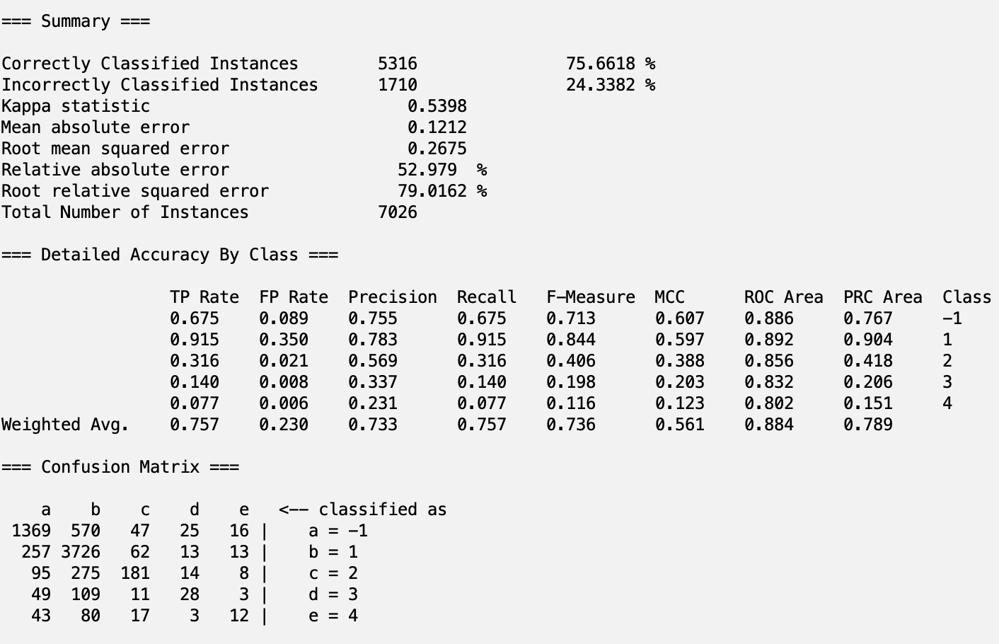 === Summary ===
Correctly Classified Instances 5316 75.6618 %
Incorrectly Classified Instances 1710 24.3382 %
Kappa statistic 0.5398
Mean absolute error 0.1212
Root mean squared error 0.2675
Relative absolute error 52.979 %
Root relative squared error 79.0162 %
Total Number of Instances 7026
=== Detailed Accuracy By Class ===
TP Rate FP Rate Precision Recall F-Measure MCC ROC Area PRC Area Class
0.675 0.089 0.755 0.675 0.713 0.607 0.886 0.767 -1
0.915 0.350 0.783 0.915 0.844 0.597 0.892 0.904 1
0.316 0.021 0.569 0.316 0.406 0.388 0.856 0.418 2
0.140 0.008 0.337 0.140 0.198 0.203 0.832 0.206 3
0.077 0.006 0.231 0.077 0.116 0.123 0.802 0.151 4
Weighted Avg. 0.757 0.230 0.733 0.757 0.736 0.561 0.884 0.789
=== Confusion Matrix ===
a b c d e <-- classified as
1369 570 47 25 16 | a = -1
257 3726 62 13 13 | b = 1
95 275 181 14 8 | c = 2
49 109 11 28 3 | d = 3
43 80 17 3 12 | e = 4